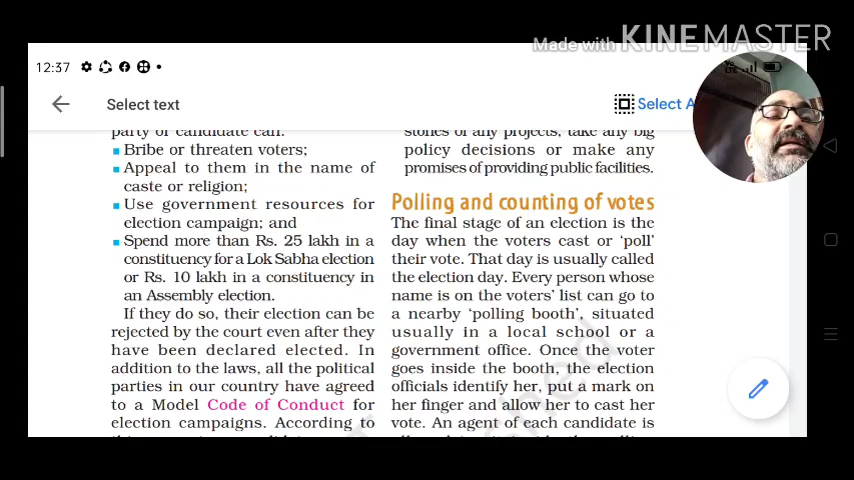 Made with KINEMASTER
12:37
Select text
Select A
party or candidate can:
Bribe or threaten voters;
Appeal to them in the name of
caste or religion;
Use government resources for
election campaign; and
Spend more than Rs. 25 lakh in a
constituency for a Lok Sabha election
or Rs. 10 lakh in a constituency in
an Assembly election.
If they do so, their election can be
rejected by the court even after they
have been declared elected. In
addition to the laws, all the political
parties in our country have agreed
to a Model Code of Conduct for
election campaigns. According to
stones of any projects, take any big
policy decisions or make any
promises of providing public facilities.
Polling and counting of votes
The final stage of an election is the
day when the voters cast or ‘poll’
their vote. That day is usually called
the election day. Every person whose
name is on the voters’ list can go to
a nearby ‘polling booth’, situated
usually in a local school or a
government office. Once the voter
goes inside the booth, the election
officials identify her, put a mark on
her finger and allow her to cast her
vote. An agent of each candidate is